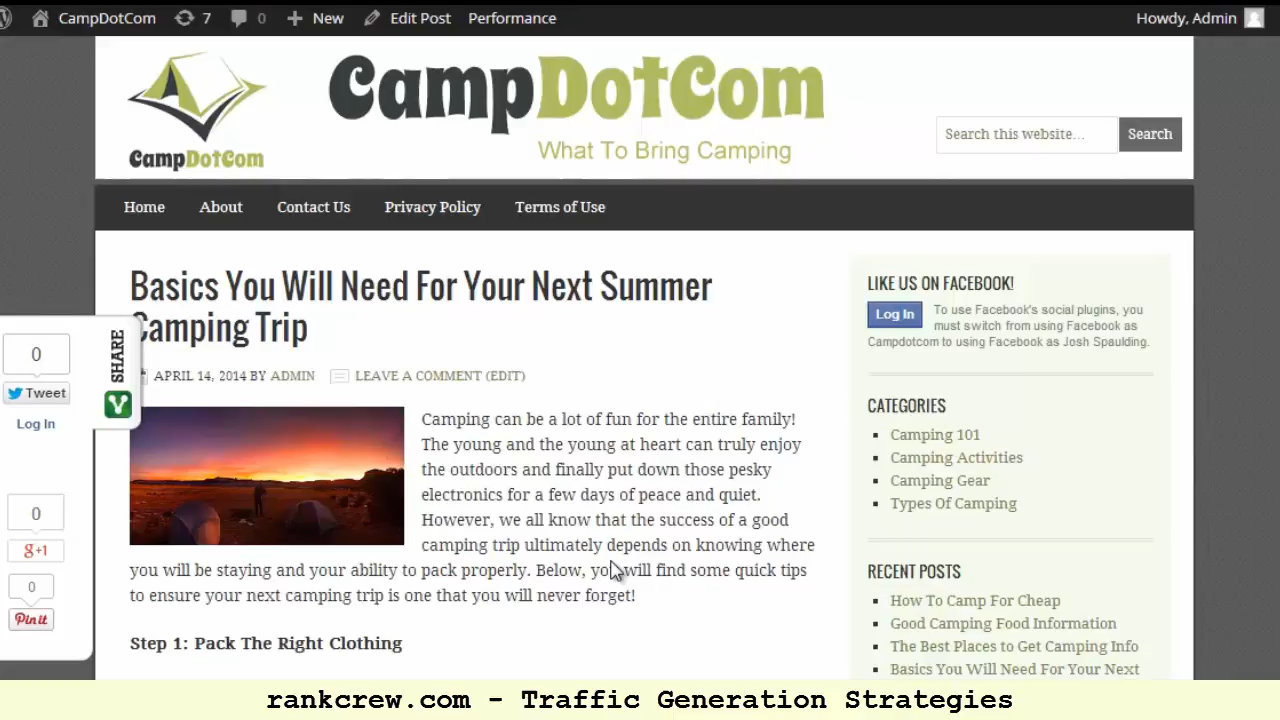 CampDotCom 7 0 New Edit Post Performance Howdy, Admin
CampDotCom
What To Bring Camping
CampDotCom
Search this website... Search
Home About Contact Us Privacy Policy Terms of Use
Basics You Will Need For Your Next Summer
Camping Trip
APRIL 14, 2014 BY ADMIN LEAVE A COMMENT (EDIT)
Camping can be a lot of fun for the entire family!
The young and the young at heart can truly enjoy
the outdoors and finally put down those pesky
electronics for a few days of peace and quiet.
However, we all know that the success of a good
camping trip ultimately depends on knowing where
you will be staying and your ability to pack properly. Below, you will find some quick tips
to ensure your next camping trip is one that you will never forget!
Step 1: Pack The Right Clothing
SHARE
0
Tweet
Log In
0
g+1
0
Pin it
LIKE US ON FACEBOOK!
Log In
To use Facebook's social plugins, you
must switch from using Facebook as
Campdotcom to using Facebook as Josh Spaulding.
CATEGORIES
Camping 101
Camping Activities
Camping Gear
Types Of Camping
RECENT POSTS
How To Camp For Cheap
Good Camping Food Information
The Best Places to Get Camping Info
Basics You Will Need For Your Next
rankcrew.com - Traffic Generation Strategies